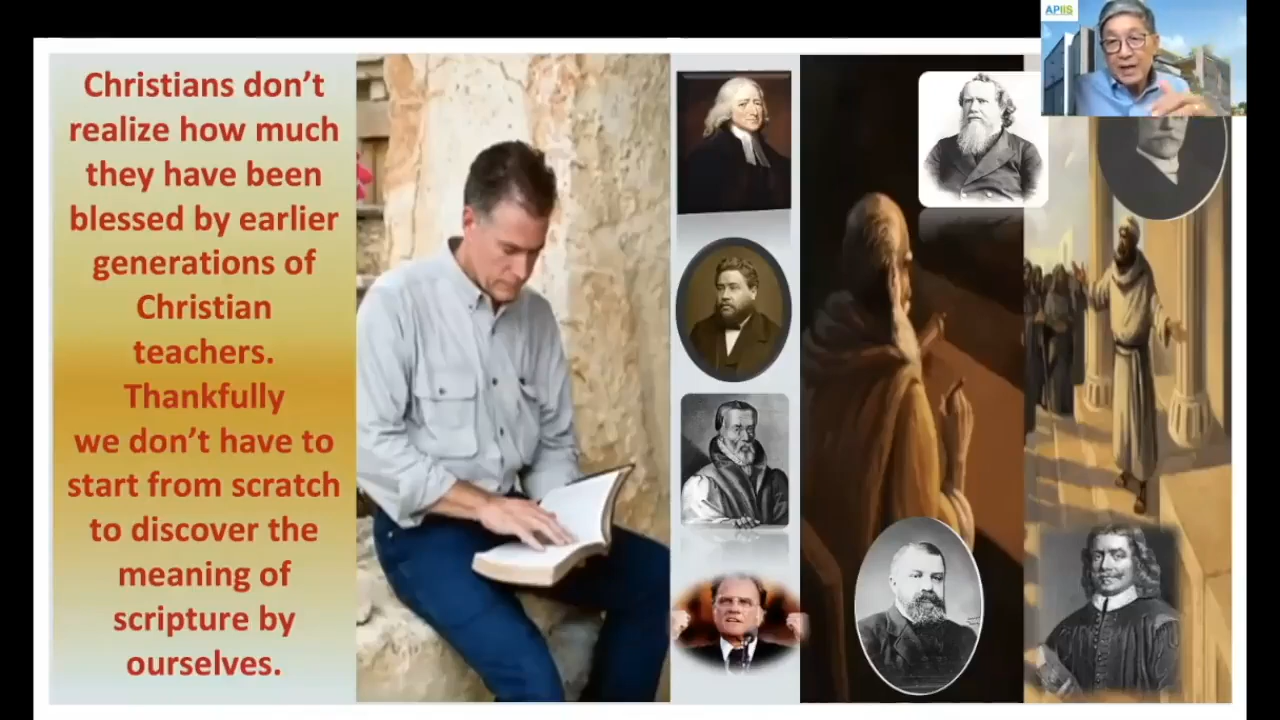 Christians don’t
realize how much
they have been
blessed by earlier
generations of
Christian
teachers.
Thankfully
we don’t have to
start from scratch
to discover the
meaning of
scripture by
ourselves.
APIIS